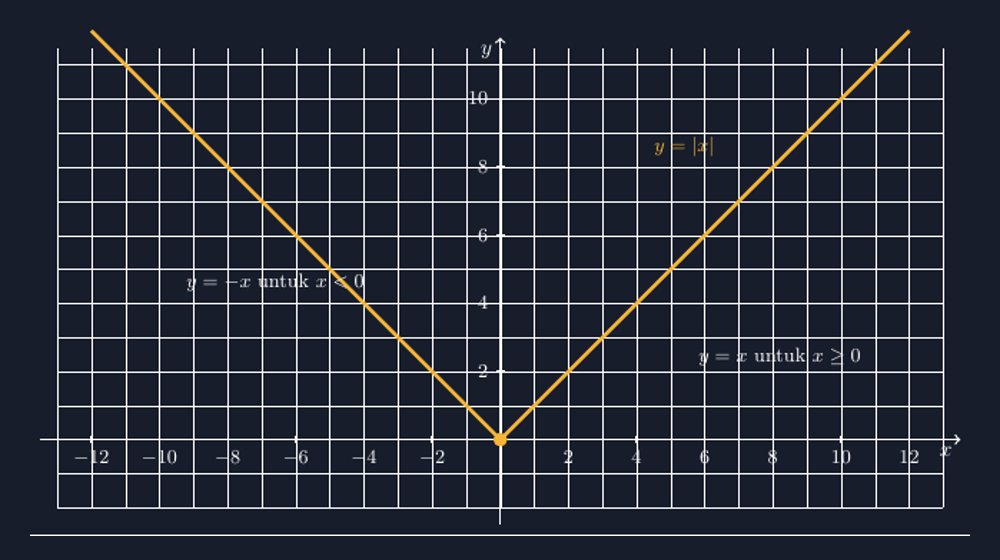 y
10
y = |x|
8
6
y = −x untuk x < 0
4
y = x untuk x ≥ 0
2
−12 −10 −8 −6 −4 −2 2 4 6 8 10 12 x